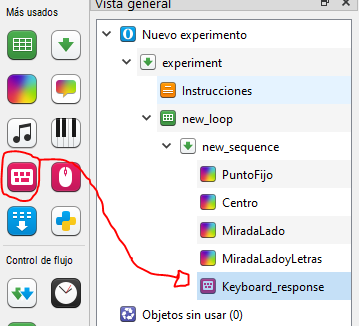 Más usados
Vista general
Nuevo experimento
experiment
Instrucciones
new_loop
new_sequence
PuntoFijo
Centro
MiradaLado
MiradaLadoyLetras
Keyboard_response
Control de flujo
Objetos sin usar (0)